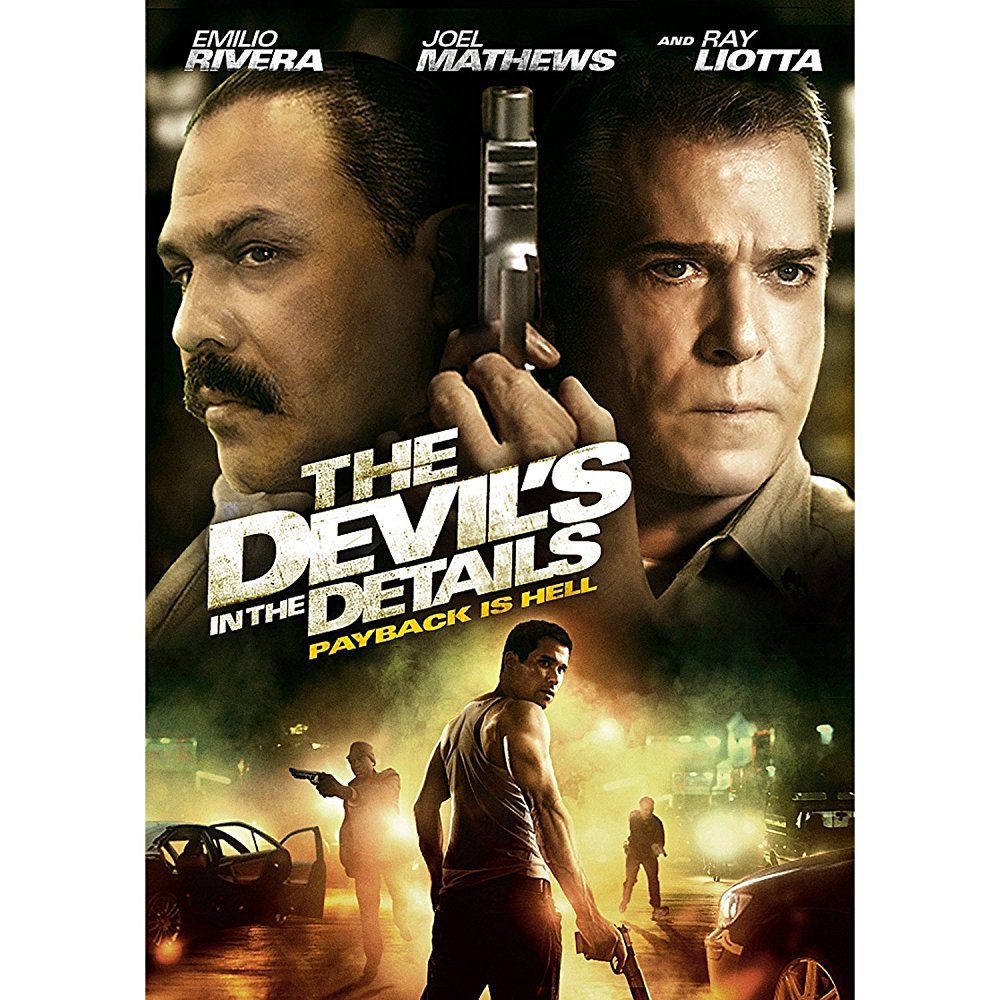 EMILIO RIVERA
JOEL MATHEWS
AND RAY LIOTTA
THE
DEVIL'S
IN THE DETAILS
PAYBACK IS HELL